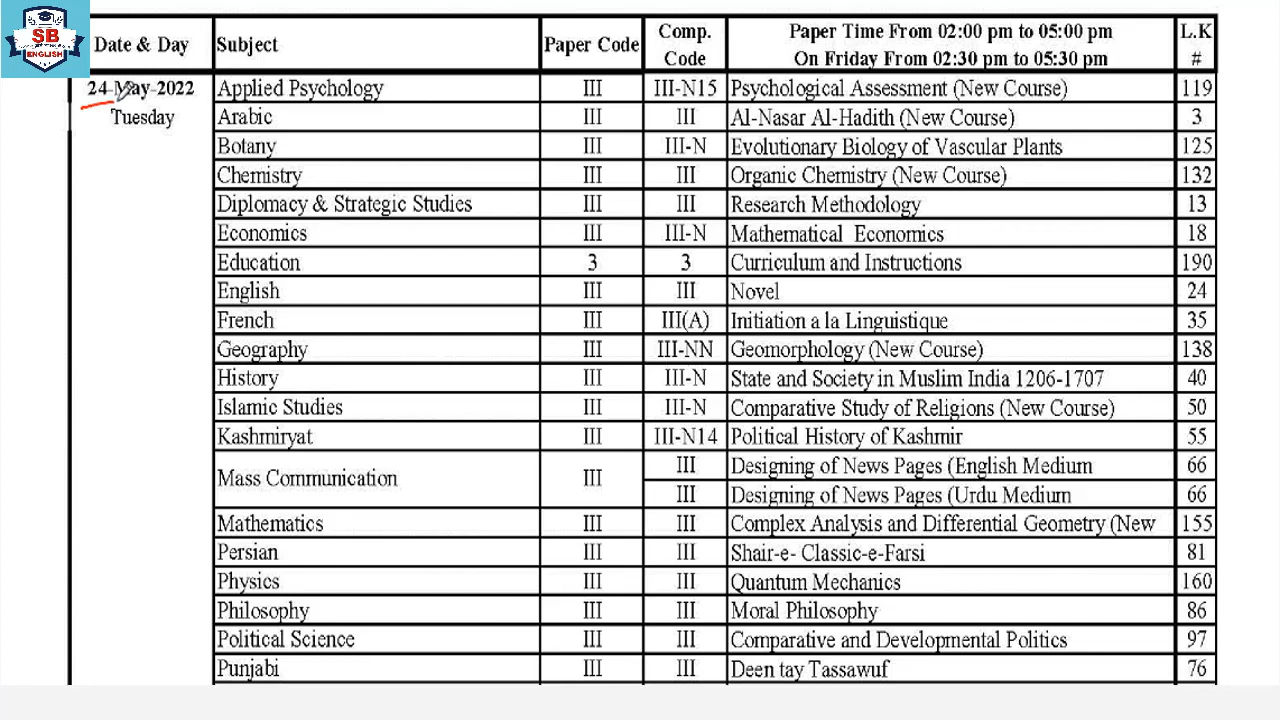 SB
ENGLISH
Date & Day Subject Paper Code Comp. Code Paper Time From 02:00 pm to 05:00 pm On Friday From 02:30 pm to 05:30 pm L.K #
24-May-2022 Applied Psychology III III-N15 Psychological Assessment (New Course) 119
Tuesday Arabic III III Al-Nasar Al-Hadith (New Course) 3
Botany III III-N Evolutionary Biology of Vascular Plants 125
Chemistry III III Organic Chemistry (New Course) 132
Diplomacy & Strategic Studies III III Research Methodology 13
Economics III III-N Mathematical Economics 18
Education 3 3 Curriculum and Instructions 190
English III III Novel 24
French III III(A) Initiation a la Linguistique 35
Geography III III-NN Geomorphology (New Course) 138
History III III-N State and Society in Muslim India 1206-1707 40
Islamic Studies III III-N Comparative Study of Religions (New Course) 50
Kashmiryat III III-N14 Political History of Kashmir 55
Mass Communication III III Designing of News Pages (English Medium 66
III Designing of News Pages (Urdu Medium 66
Mathematics III III Complex Analysis and Differential Geometry (New 155
Persian III III Shair-e- Classic-e-Farsi 81
Physics III III Quantum Mechanics 160
Philosophy III III Moral Philosophy 86
Political Science III III Comparative and Developmental Politics 97
Punjabi III III Deen tay Tassawuf 76